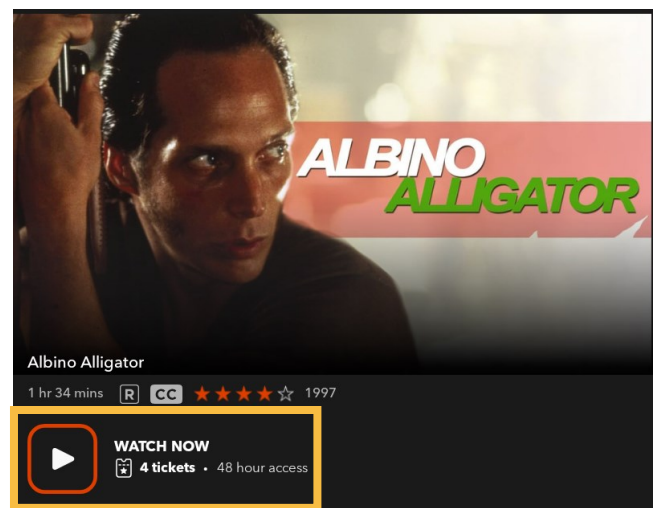 ALBINO
ALLIGATOR
Albino Alligator
1 hr 34 mins R CC 1997
WATCH NOW
4 tickets • 48 hour access